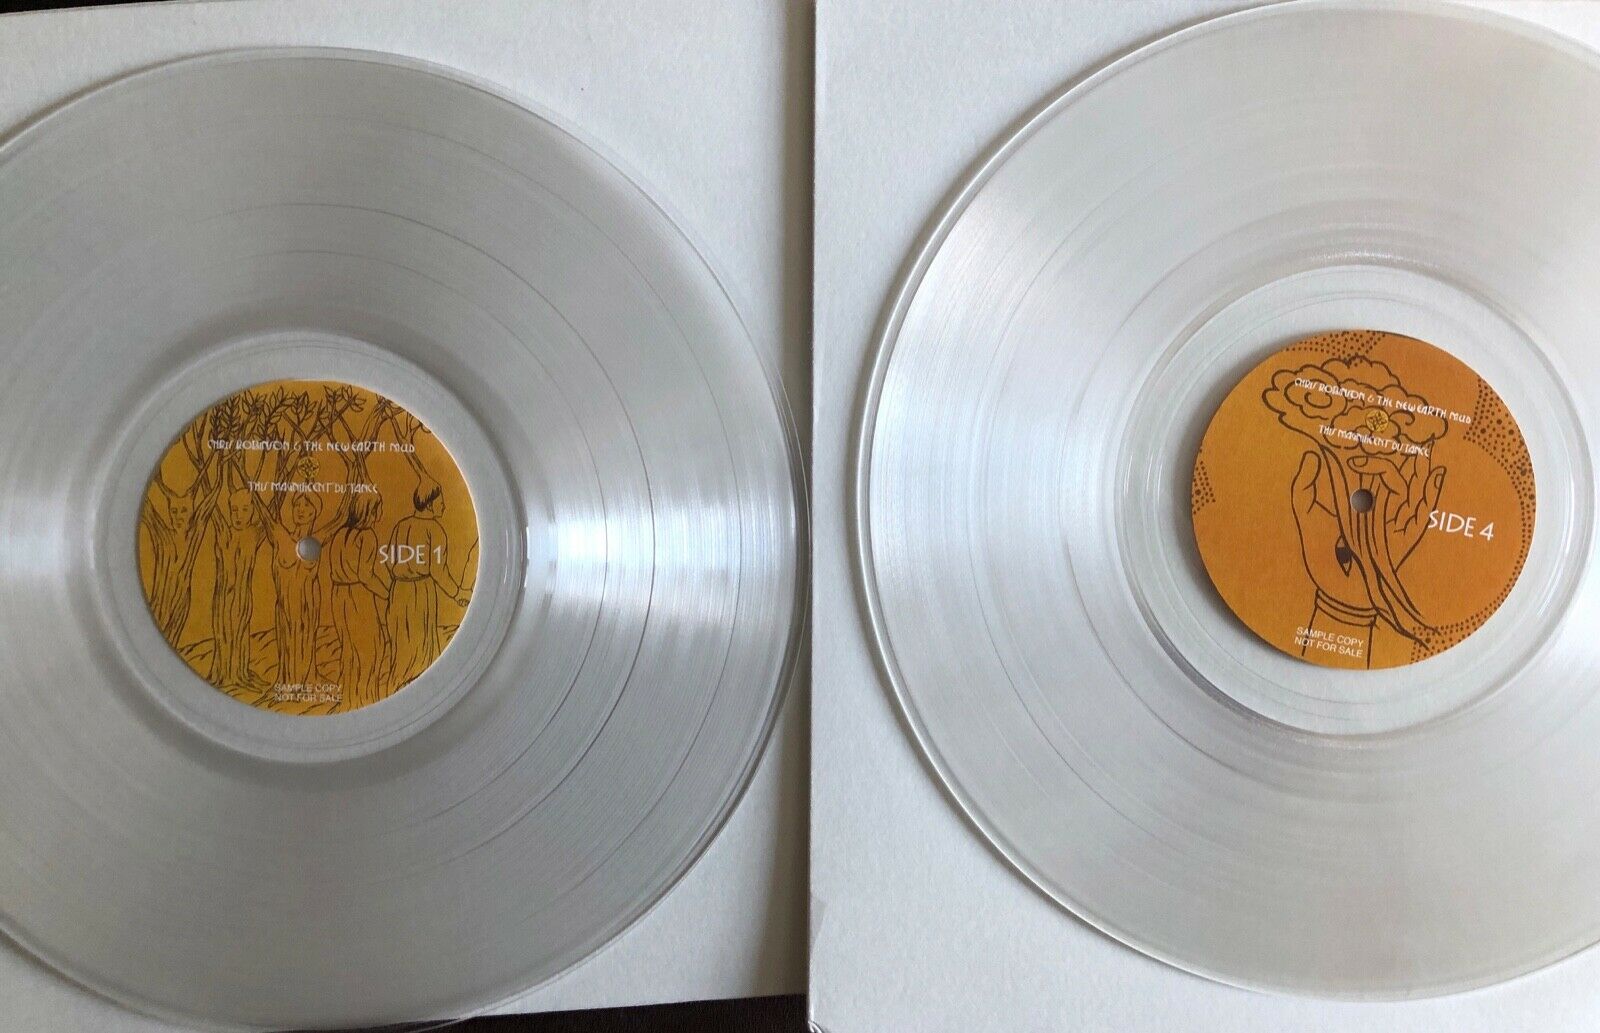 CHRIS ROBINSON & THE NEW EARTH MUD
THIS MAGNIFICENT DISTANCE
SIDE 1
SAMPLE COPY
NOT FOR SALE
CHRIS ROBINSON & THE NEW EARTH MUD
THIS MAGNIFICENT DISTANCE
SIDE 4
SAMPLE COPY
NOT FOR SALE